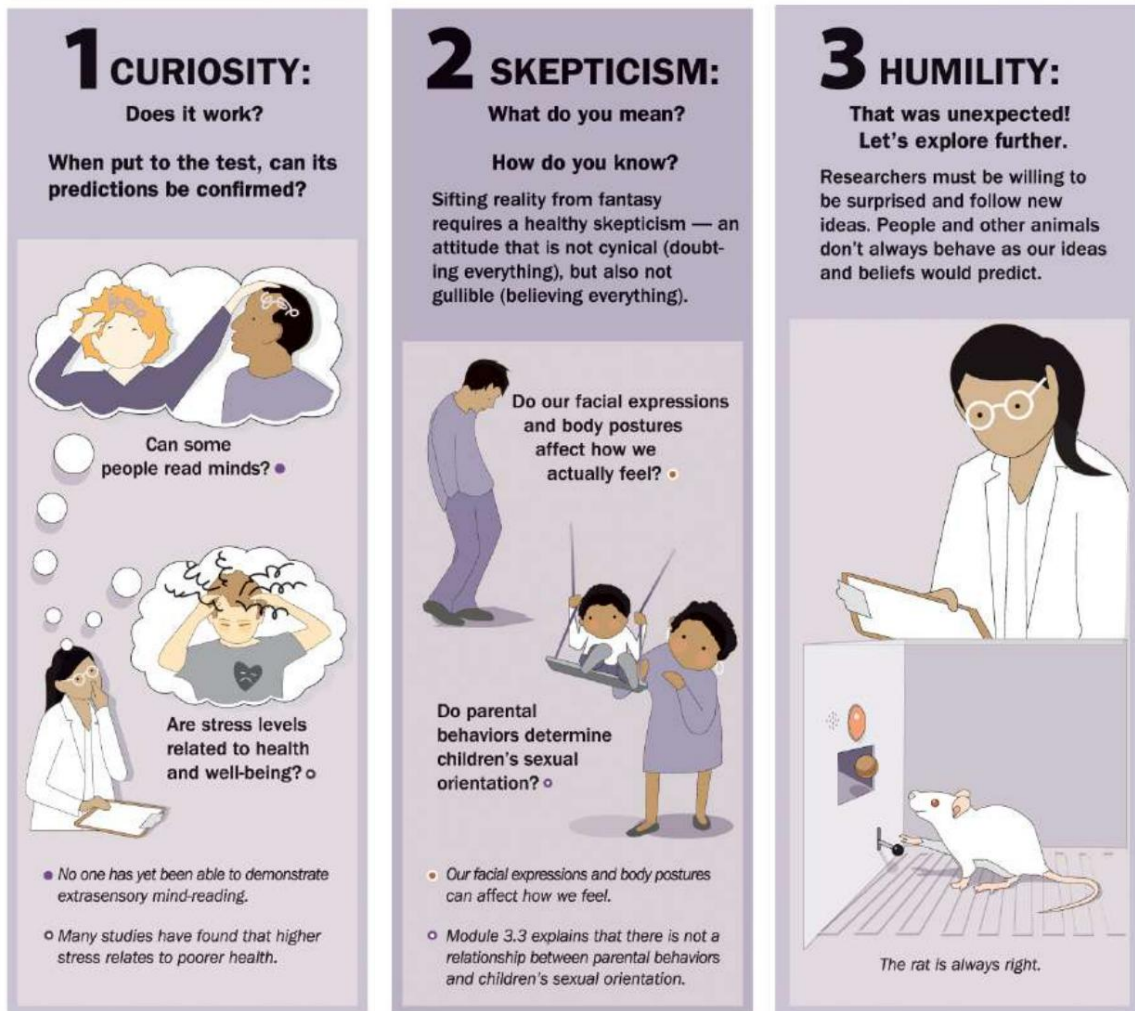 1 CURIOSITY:
Does it work?
When put to the test, can its
predictions be confirmed?
Can some
people read minds?
Are stress levels
related to health
and well-being?
No one has yet been able to demonstrate
extrasensory mind-reading.
Many studies have found that higher
stress relates to poorer health.
2 SKEPTICISM:
What do you mean?
How do you know?
Sifting reality from fantasy
requires a healthy skepticism — an
attitude that is not cynical (doubt-
ing everything), but also not
gullible (believing everything).
Do our facial expressions
and body postures
affect how we
actually feel?
Do parental
behaviors determine
children's sexual
orientation?
Our facial expressions and body postures
can affect how we feel.
Module 3.3 explains that there is not a
relationship between parental behaviors
and children's sexual orientation.
3 HUMILITY:
That was unexpected!
Let's explore further.
Researchers must be willing to
be surprised and follow new
ideas. People and other animals
don't always behave as our ideas
and beliefs would predict.
The rat is always right.